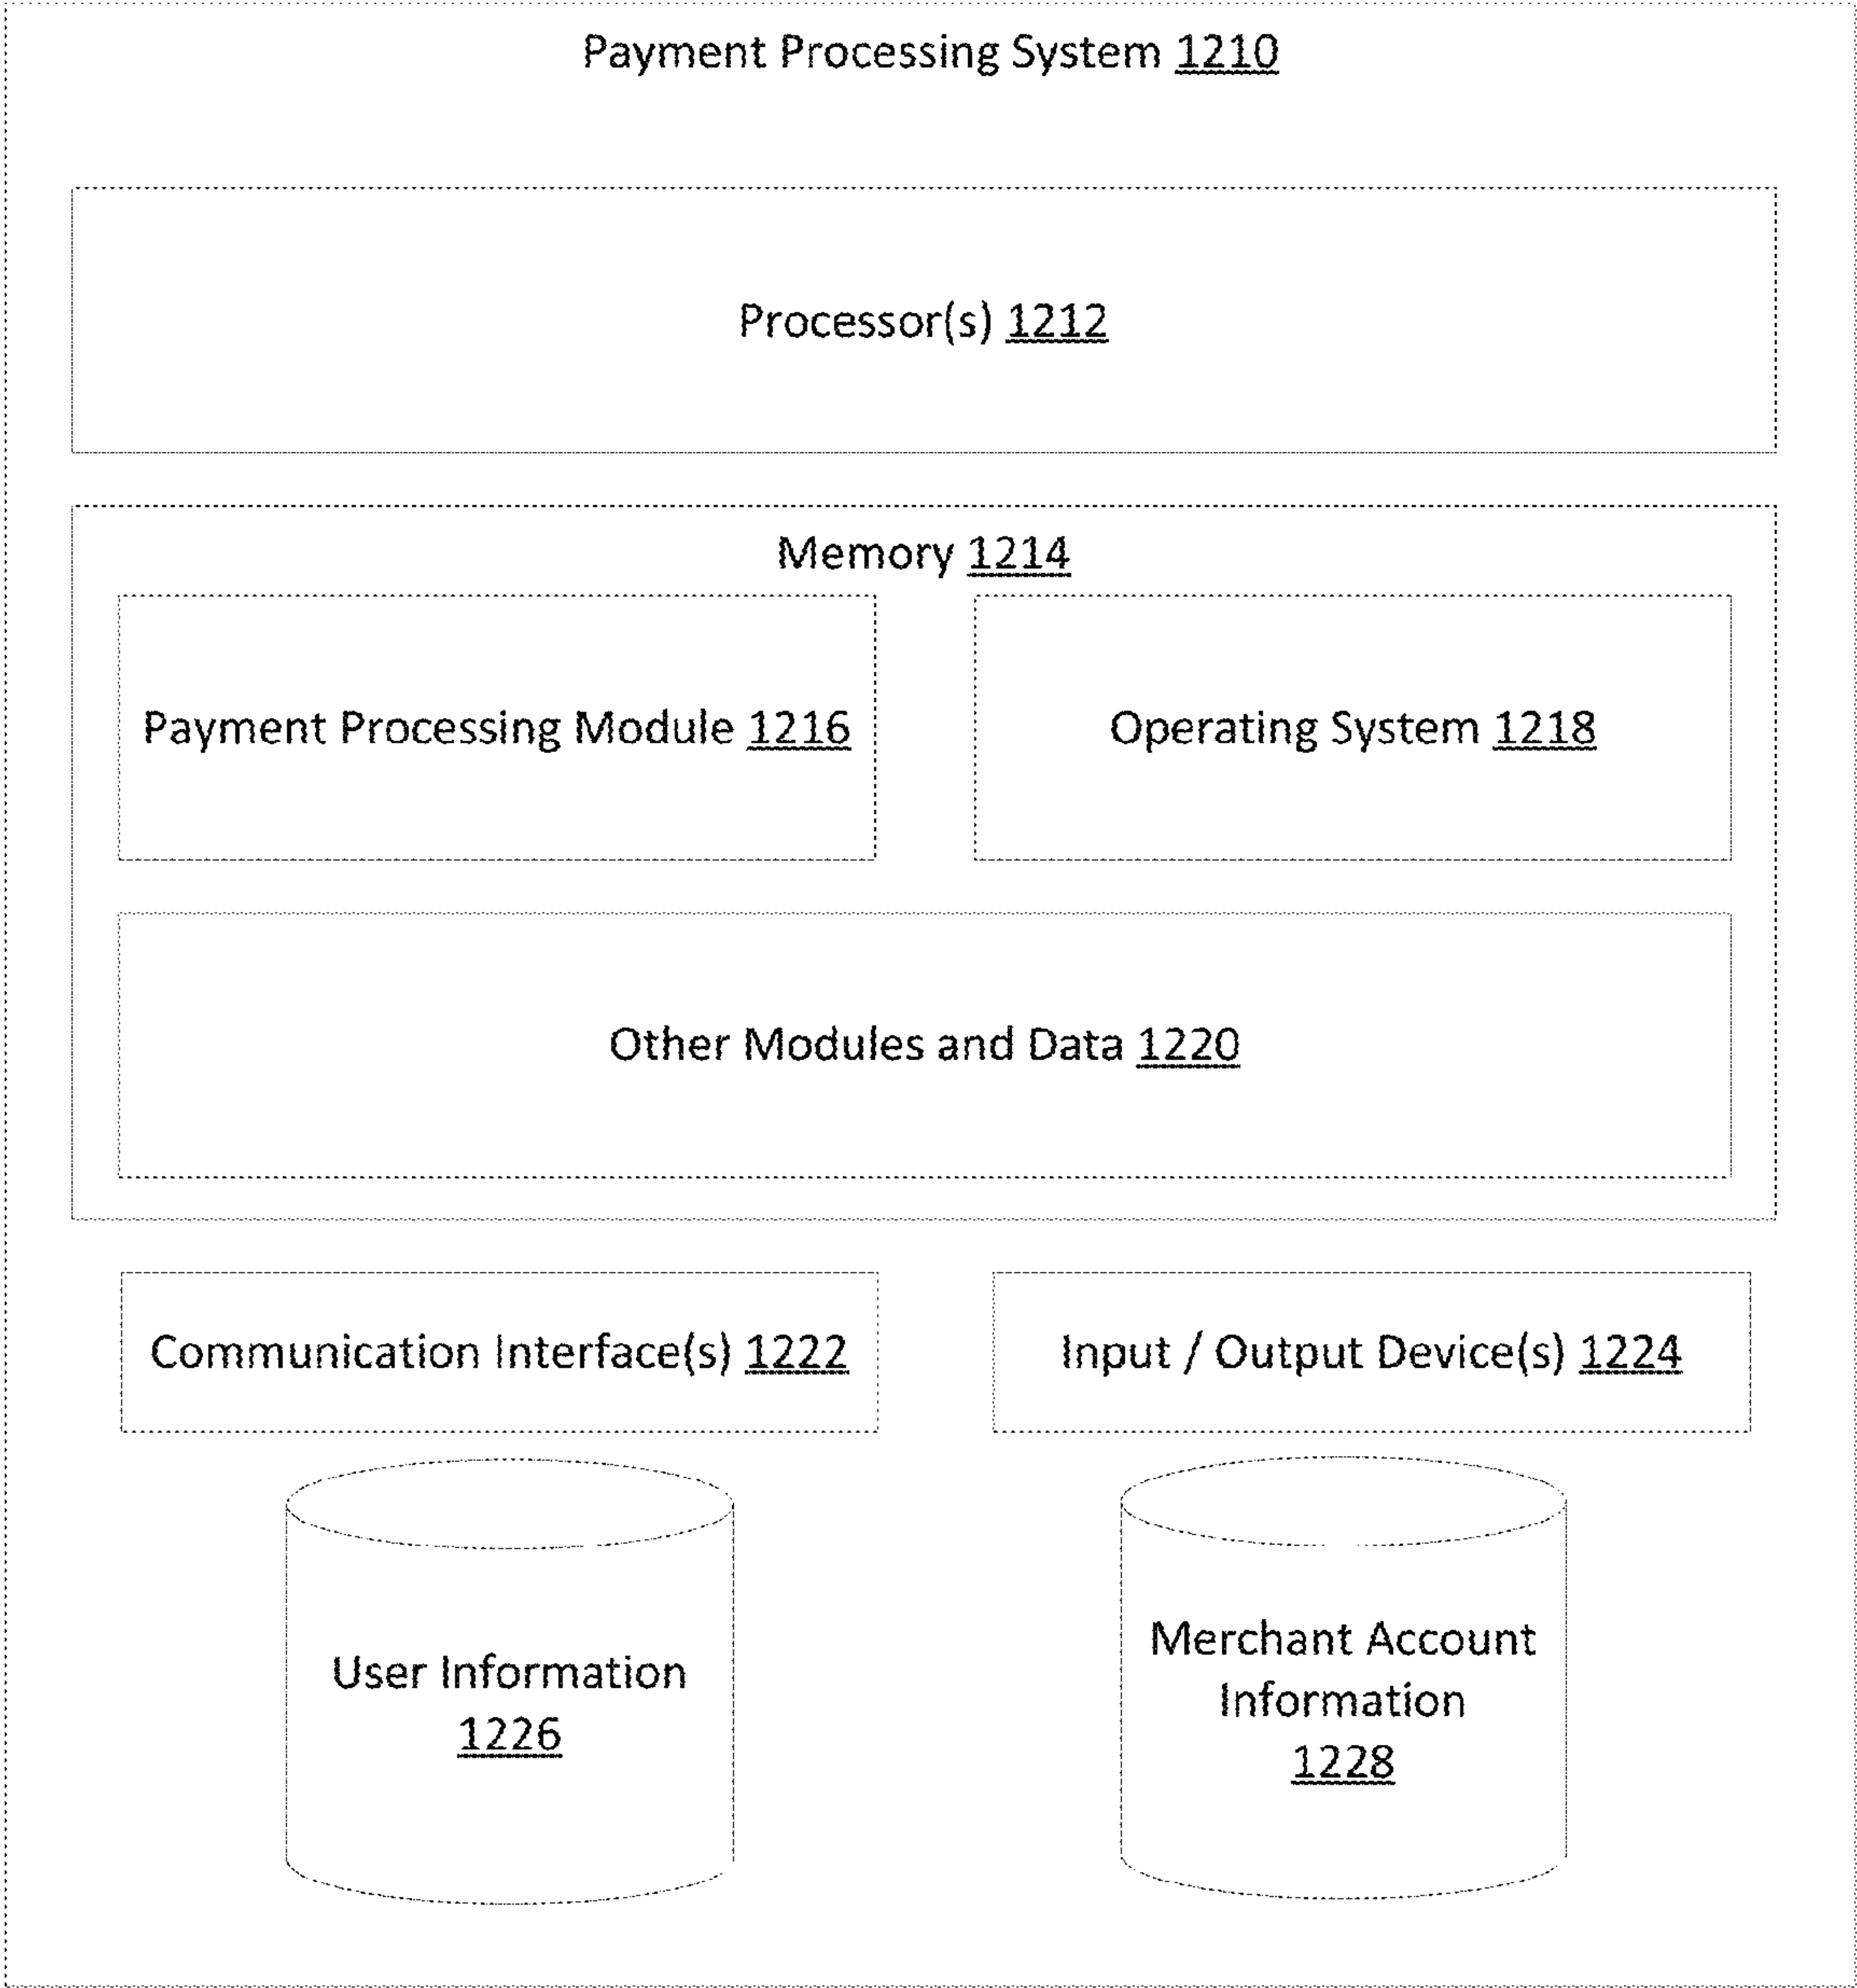 Payment Processing System 1210
Processor(s) 1212
Memory 1214
Payment Processing Module 1216
Operating System 1218
Other Modules and Data 1220
Communication Interface(s) 1222
Input / Output Device(s) 1224
User Information
1226
Merchant Account
Information
1228